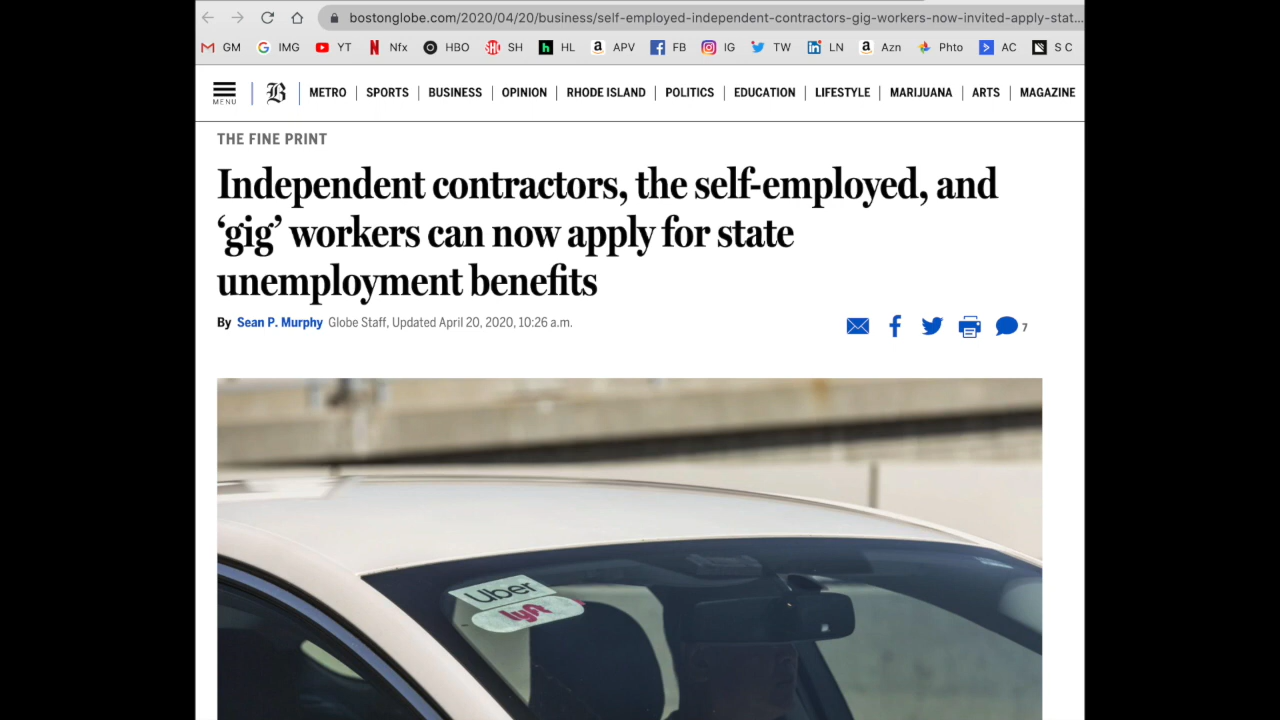 bostonglobe.com/2020/04/20/business/self-employed-independent-contractors-gig-workers-now-invited-apply-stat...
GM IMG YT Nfx HBO SH HL APV FB IG TW LN Azn Phto AC S C
MENU B METRO SPORTS BUSINESS OPINION RHODE ISLAND POLITICS EDUCATION LIFESTYLE MARIJUANA ARTS MAGAZINE
THE FINE PRINT
Independent contractors, the self-employed, and
‘gig’ workers can now apply for state
unemployment benefits
By Sean P. Murphy Globe Staff, Updated April 20, 2020, 10:26 a.m.
7
Uber
lyft